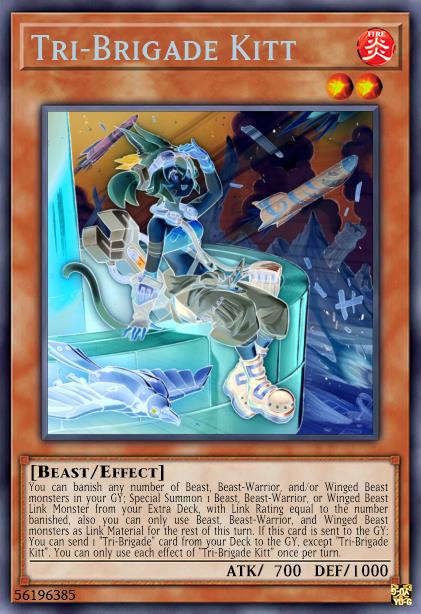 TRI-BRIGADE KITT
FIRE
炎
[BEAST/EFFECT]
You can banish any number of Beast, Beast-Warrior, and/or Winged Beast
monsters in your GY; Special Summon 1 Beast, Beast-Warrior, or Winged Beast
Link Monster from your Extra Deck, with Link Rating equal to the number
banished, also you can only use Beast, Beast-Warrior, and Winged Beast
monsters as Link Material for the rest of this turn. If this card is sent to the GY:
You can send 1 "Tri-Brigade" card from your Deck to the GY, except "Tri-Brigade
Kitt". You can only use each effect of "Tri-Brigade Kitt" once per turn.
ATK/ 700 DEF/1000
56196385